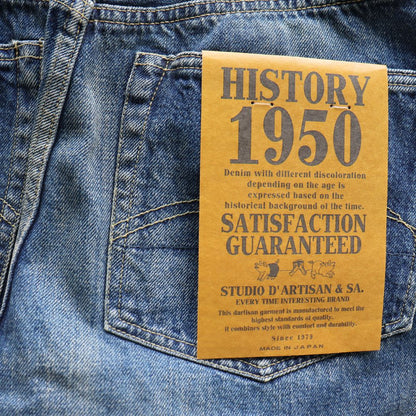 HISTORY
1950
Denim with different discoloration
depending on the age is
expressed based on the
historical background of the time.
SATISFACTION
GUARANTEED
STUDIO D'ARTISAN & SA.
EVERY TIME INTERESTING BRAND
This dartisan garment is manufactured to meet the
highest standards of quality.
it combines style with comfort and durability.
Since 1979
MADE IN JAPAN